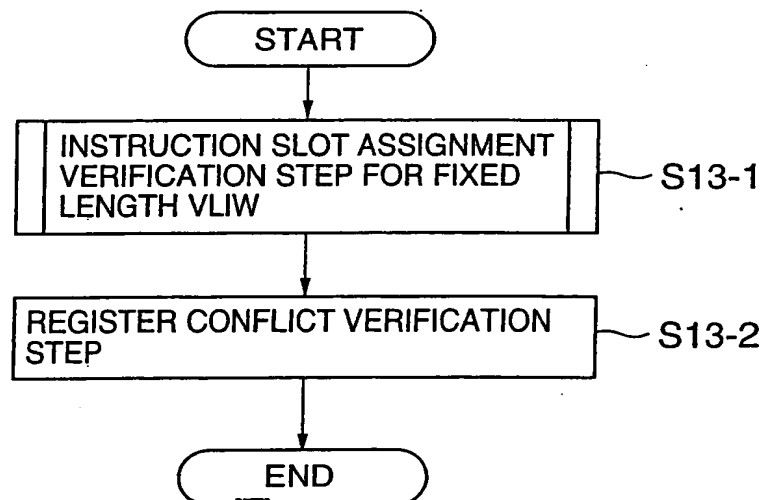 START
INSTRUCTION SLOT ASSIGNMENT
VERIFICATION STEP FOR FIXED
LENGTH VLIW
S13-1
REGISTER CONFLICT VERIFICATION
STEP
S13-2
END